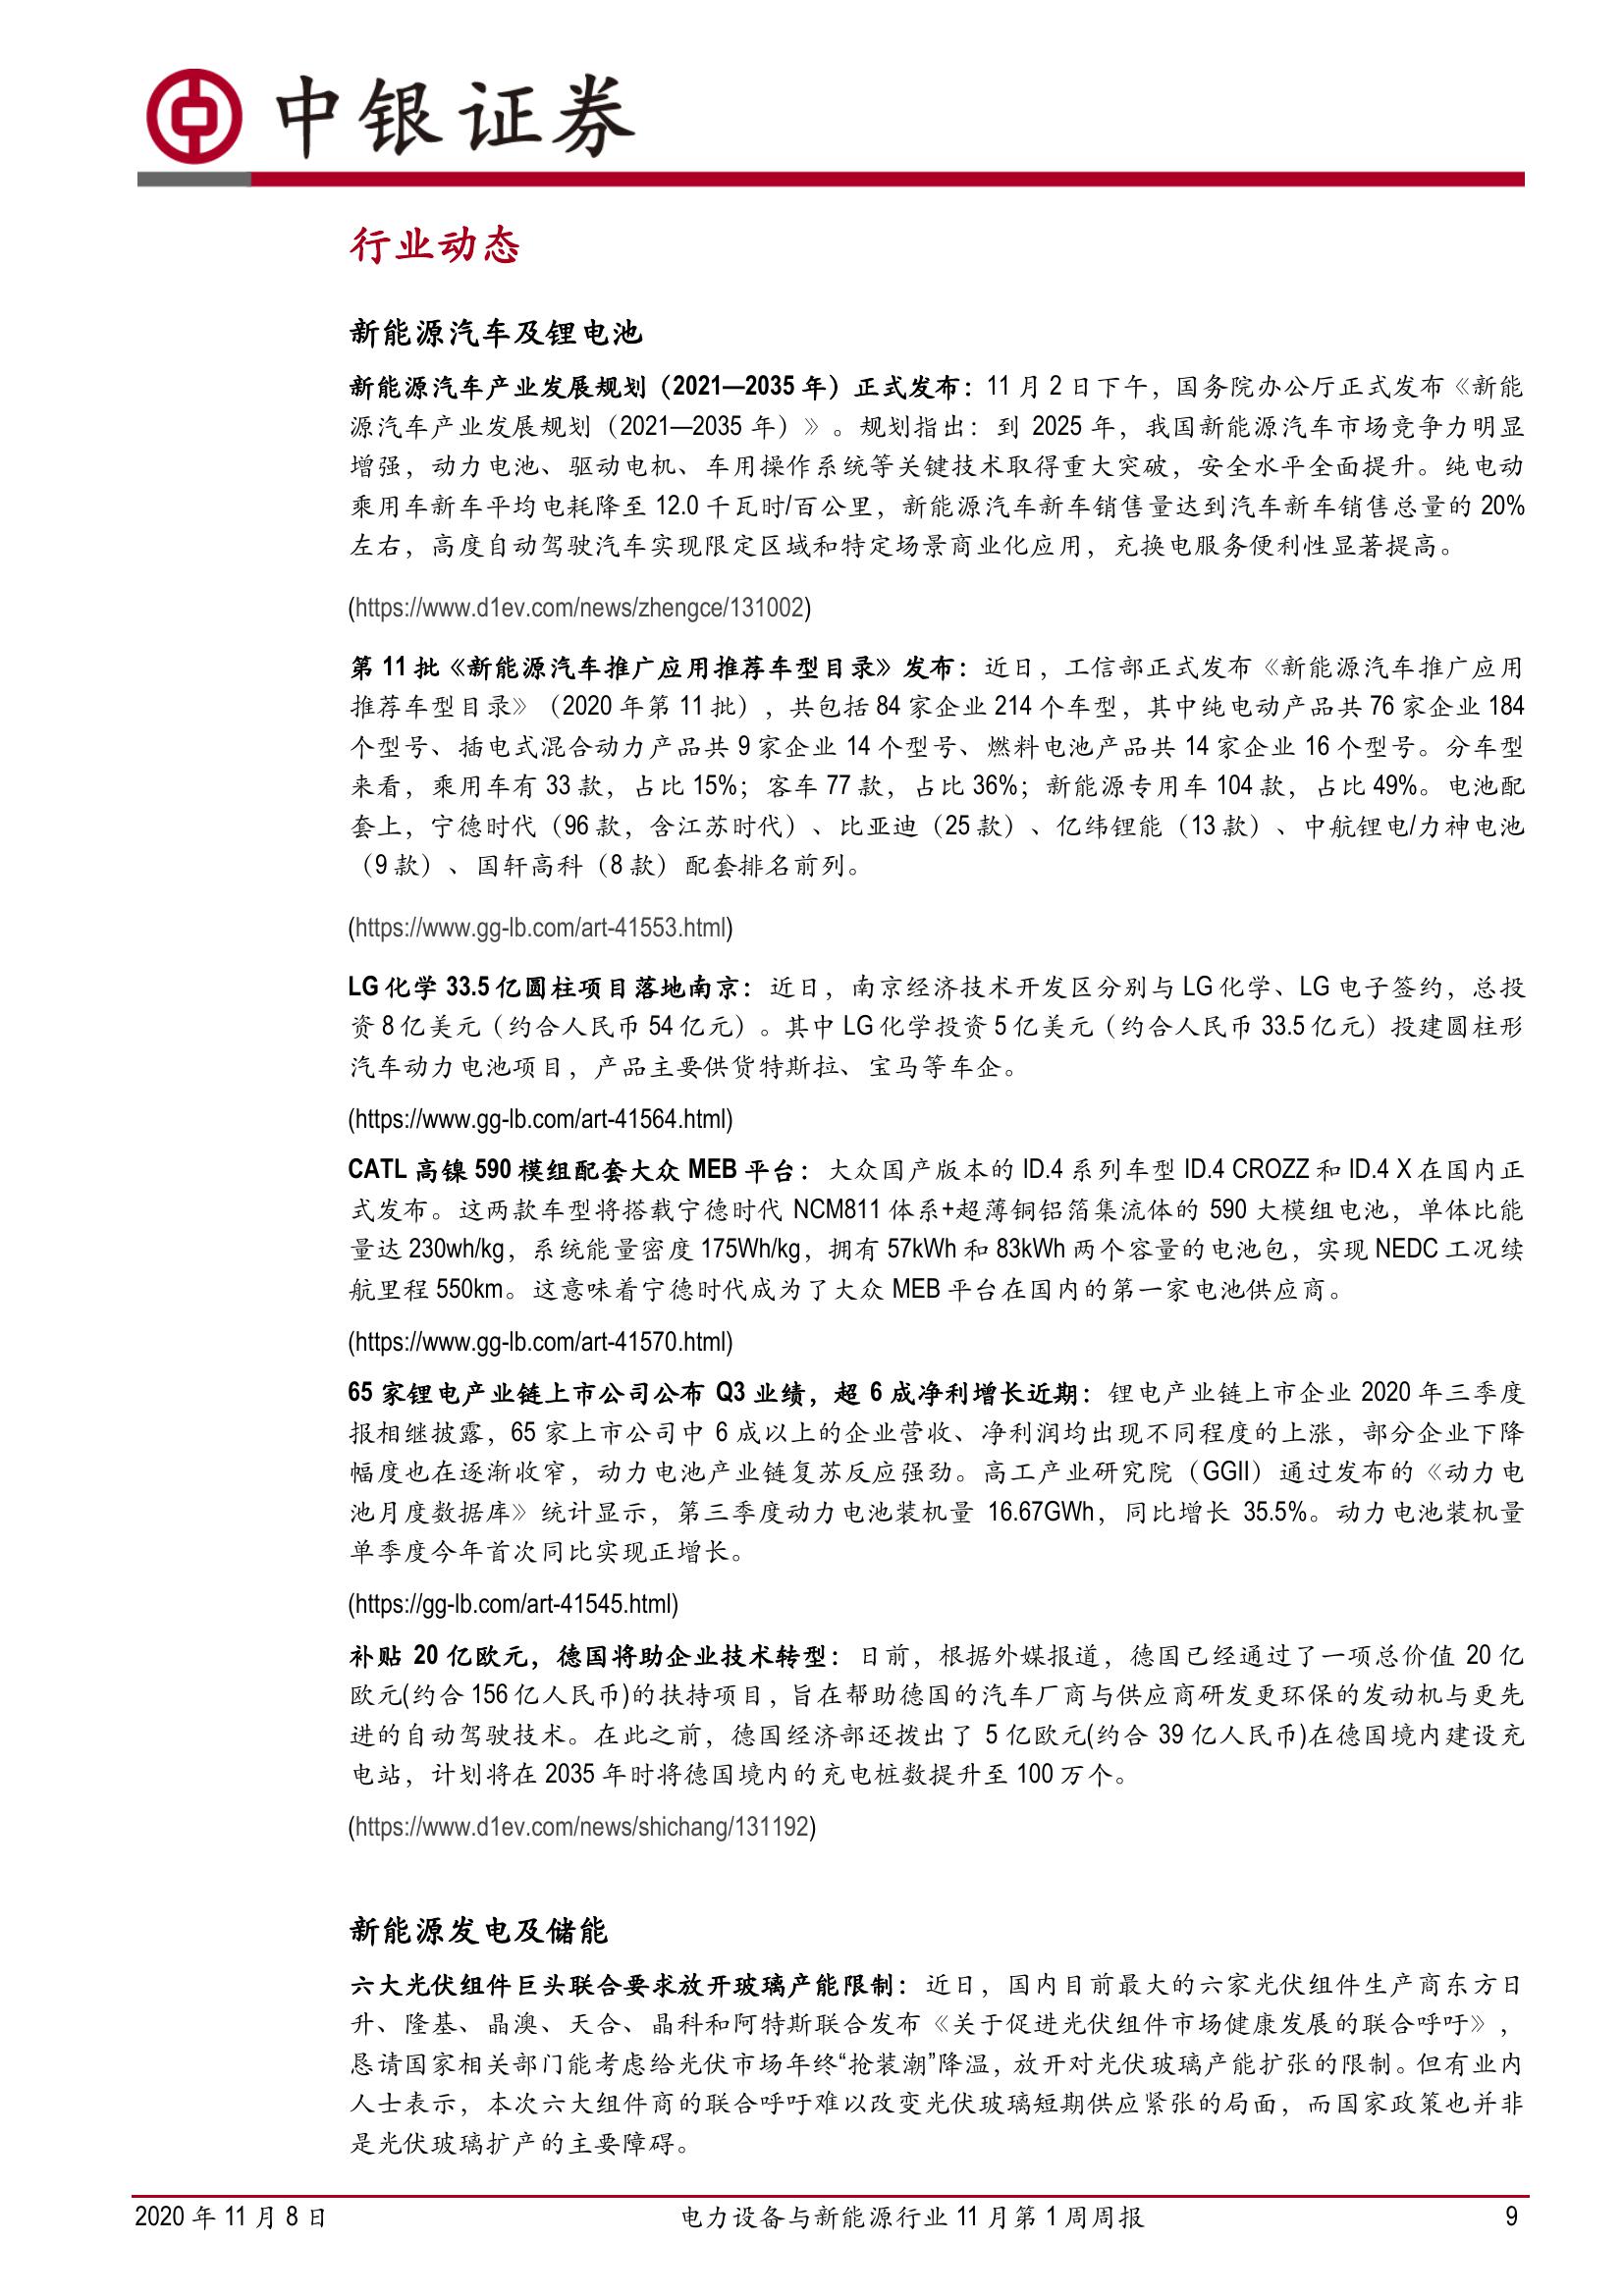 中银证券
行业动态
新能源汽车及锂电池
新能源汽车产业发展规划（2021—2035 年）正式发布：11 月 2 日下午，国务院办公厅正式发布《新能
源汽车产业发展规划（2021—2035 年）》。规划指出：到 2025 年，我国新能源汽车市场竞争力明显
增强，动力电池、驱动电机、车用操作系统等关键技术取得重大突破，安全水平全面提升。纯电动
乘用车新车平均电耗降至 12.0 千瓦时/百公里，新能源汽车新车销售量达到汽车新车销售总量的 20%
左右，高度自动驾驶汽车实现限定区域和特定场景商业化应用，充换电服务便利性显著提高。
(https://www.d1ev.com/news/zhengce/131002)
第 11 批《新能源汽车推广应用推荐车型目录》发布：近日，工信部正式发布《新能源汽车推广应用
推荐车型目录》（2020 年第 11 批），共包括 84 家企业 214 个车型，其中纯电动产品共 76 家企业 184
个型号、插电式混合动力产品共 9 家企业 14 个型号、燃料电池产品共 14 家企业 16 个型号。分车型
来看，乘用车有 33 款，占比 15%；客车 77 款，占比 36%；新能源专用车 104 款，占比 49%。电池配
套上，宁德时代（96 款，含江苏时代）、比亚迪（25 款）、亿纬锂能（13 款）、中航锂电/力神电池
（9 款）、国轩高科（8 款）配套排名前列。
(https://www.gg-lb.com/art-41553.html)
LG 化学 33.5 亿圆柱项目落地南京：近日，南京经济技术开发区分别与 LG 化学、LG 电子签约，总投
资 8 亿美元（约合人民币 54 亿元）。其中 LG 化学投资 5 亿美元（约合人民币 33.5 亿元）投建圆柱形
汽车动力电池项目，产品主要供货特斯拉、宝马等车企。
(https://www.gg-lb.com/art-41564.html)
CATL 高镍 590 模组配套大众 MEB 平台：大众国产版本的 ID.4 系列车型 ID.4 CROZZ 和 ID.4 X 在国内正
式发布。这两款车型将搭载宁德时代 NCM811 体系+超薄铜铝箔集流体的 590 大模组电池，单体比能
量达 230wh/kg，系统能量密度 175Wh/kg，拥有 57kWh 和 83kWh 两个容量的电池包，实现 NEDC 工况续
航里程 550km。这意味着宁德时代成为了大众 MEB 平台在国内的第一家电池供应商。
(https://www.gg-lb.com/art-41570.html)
65 家锂电产业链上市公司公布 Q3 业绩，超 6 成净利增长近期：锂电产业链上市企业 2020 年三季度
报相继披露，65 家上市公司中 6 成以上的企业营收、净利润均出现不同程度的上涨，部分企业下降
幅度也在逐渐收窄，动力电池产业链复苏反应强劲。高工产业研究院（GGII）通过发布的《动力电
池月度数据库》统计显示，第三季度动力电池装机量 16.67GWh，同比增长 35.5%。动力电池装机量
单季度今年首次同比实现正增长。
(https://gg-lb.com/art-41545.html)
补贴 20 亿欧元，德国将助企业技术转型：日前，根据外媒报道，德国已经通过了一项总价值 20 亿
欧元(约合 156 亿人民币)的扶持项目，旨在帮助德国的汽车厂商与供应商研发更环保的发动机与更先
进的自动驾驶技术。在此之前，德国经济部还拨出了 5 亿欧元(约合 39 亿人民币)在德国境内建设充
电站，计划将在 2035 年时将德国境内的充电桩数提升至 100 万个。
(https://www.d1ev.com/news/shichang/131192)
新能源发电及储能
六大光伏组件巨头联合要求放开玻璃产能限制：近日，国内目前最大的六家光伏组件生产商东方日
升、隆基、晶澳、天合、晶科和阿特斯联合发布《关于促进光伏组件市场健康发展的联合呼吁》，
恳请国家相关部门能考虑给光伏市场年终“抢装潮”降温，放开对光伏玻璃产能扩张的限制。但有业内
人士表示，本次六大组件商的联合呼吁难以改变光伏玻璃短期供应紧张的局面，而国家政策也并非
是光伏玻璃扩产的主要障碍。
2020 年 11 月 8 日 电力设备与新能源行业 11 月第 1 周周报 9